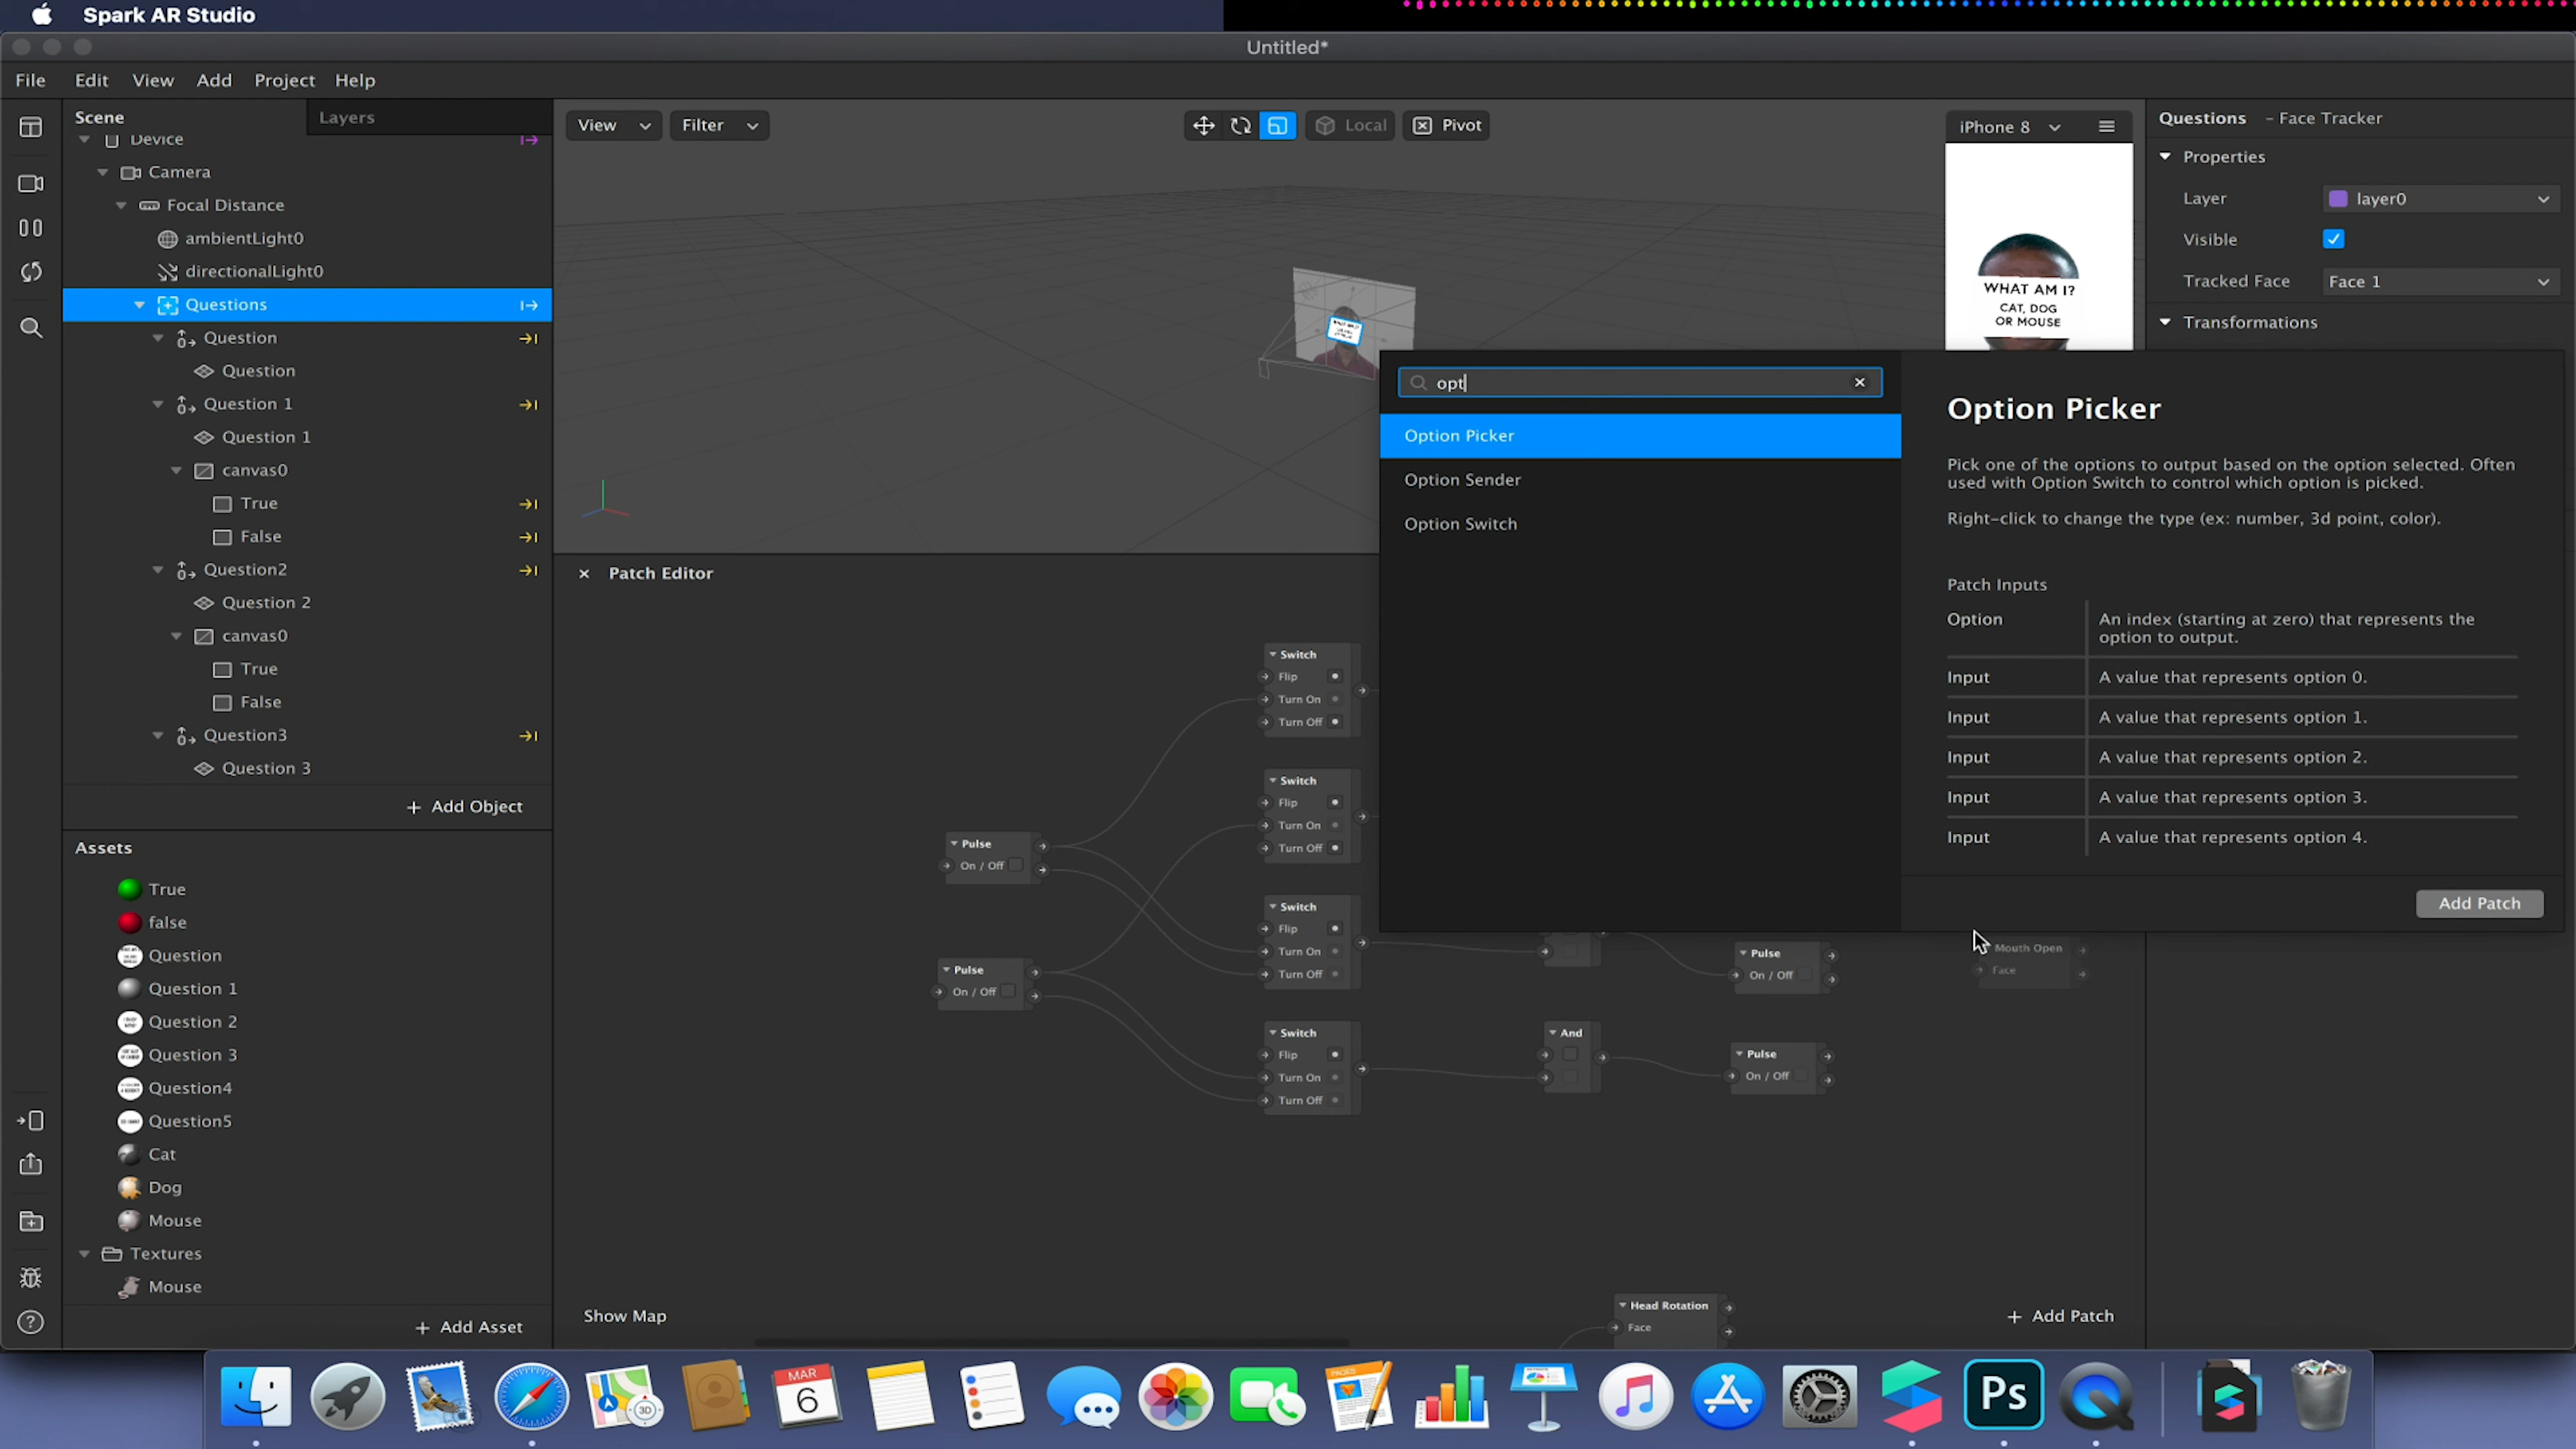 Spark AR Studio
Untitled*
File Edit View Add Project Help
Scene Layers
Device
Camera
Focal Distance
ambientLight0
directionalLight0
Questions
Question
Question
Question 1
Question 1
canvas0
True
False
Question2
Question 2
canvas0
True
False
Question3
Question 3
+ Add Object
Assets
True
false
Question
Question 1
Question 2
Question 3
Question4
Question5
Cat
Dog
Mouse
Textures
Mouse
+ Add Asset
View Filter Local Pivot
iPhone 8
WHAT AM I?
CAT, DOG
OR MOUSE
Questions - Face Tracker
Properties
Layer layer0
Visible
Tracked Face Face 1
Transformations
opt
Option Picker
Option Sender
Option Switch
Option Picker
Pick one of the options to output based on the option selected. Often
used with Option Switch to control which option is picked.
Right-click to change the type (ex: number, 3d point, color).
Patch Inputs
Option An index (starting at zero) that represents the
option to output.
Input A value that represents option 0.
Input A value that represents option 1.
Input A value that represents option 2.
Input A value that represents option 3.
Input A value that represents option 4.
Add Patch
Patch Editor
Pulse
On / Off
Pulse
On / Off
Switch
Flip
Turn On
Turn Off
Switch
Flip
Turn On
Turn Off
Switch
Flip
Turn On
Turn Off
Switch
Flip
Turn On
Turn Off
And
Pulse
On / Off
Pulse
On / Off
Mouth Open
Face
Head Rotation
Face
Show Map
+ Add Patch
MAR
6
3D
PAGES
Ps